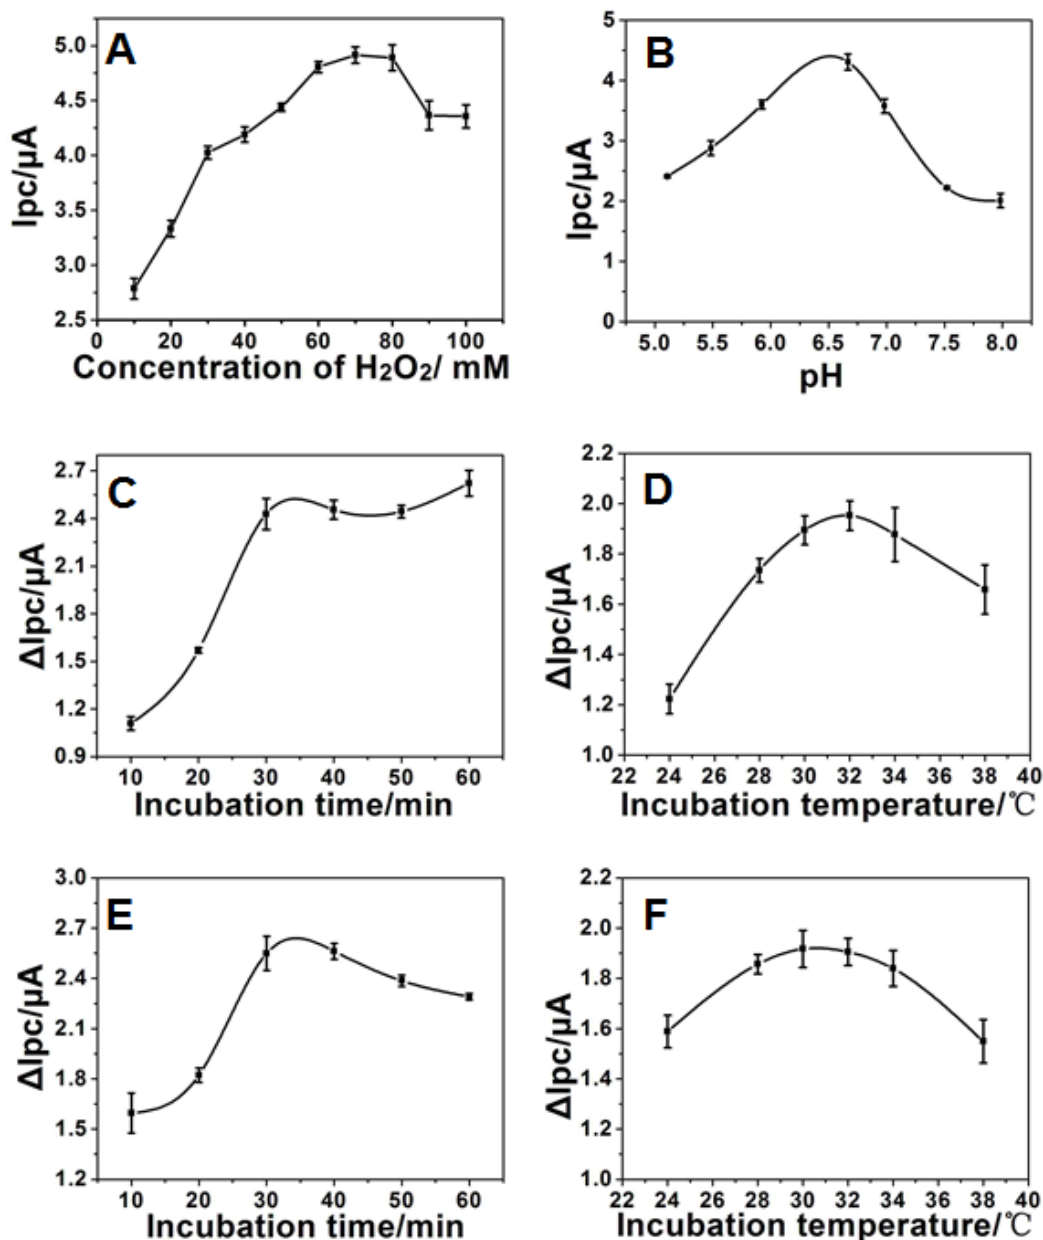 A
Ipc/μA
5.0
4.5
4.0
3.5
3.0
2.5
0 20 40 60 80 100
Concentration of H₂O₂/ mM
B
Ipc/μA
5
4
3
2
1
0
5.0 5.5 6.0 6.5 7.0 7.5 8.0
pH
C
ΔIpc/μA
2.7
2.4
2.1
1.8
1.5
1.2
0.9
10 20 30 40 50 60
Incubation time/min
D
ΔIpc/μA
2.2
2.0
1.8
1.6
1.4
1.2
1.0
22 24 26 28 30 32 34 36 38 40
Incubation temperature/℃
E
ΔIpc/μA
3.0
2.7
2.4
2.1
1.8
1.5
1.2
10 20 30 40 50 60
Incubation time/min
F
ΔIpc/μA
2.2
2.0
1.8
1.6
1.4
1.2
1.0
22 24 26 28 30 32 34 36 38 40
Incubation temperature/℃